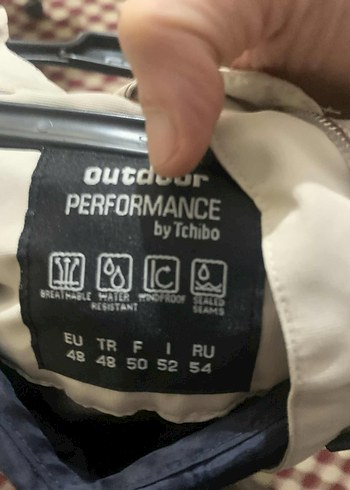 outdoor
PERFORMANCE
by Tchibo
BREATHABLE WATER WINDPROOF SEALED
RESISTANT SEAMS
EU TR F I RU
48 48 50 52 54